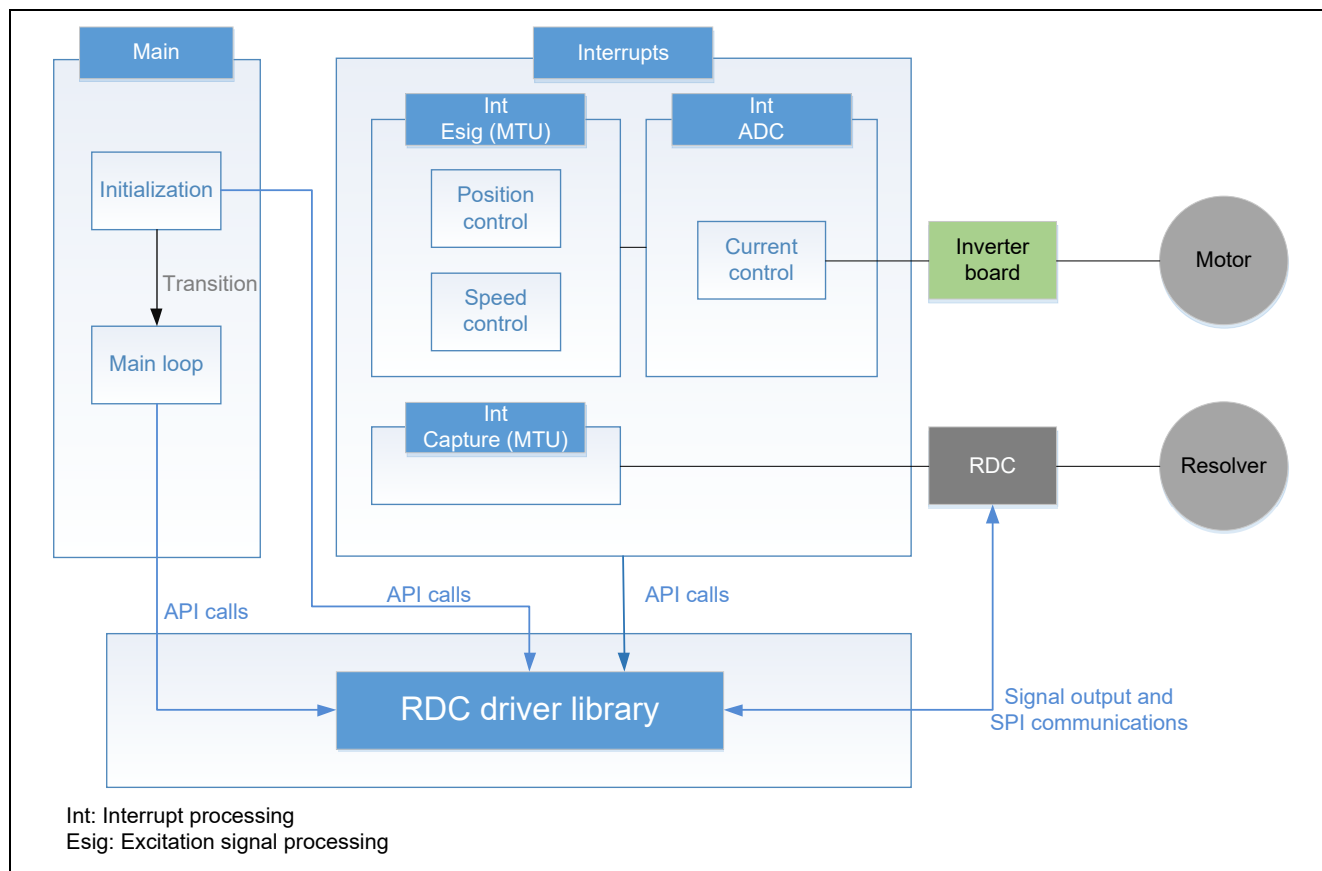 Main
Interrupts
Int
Esig (MTU)
Int
ADC
Initialization
Position
control
Current
control
Inverter
board
Motor
Transition
Speed
control
Main loop
Int
Capture (MTU)
RDC
Resolver
API calls
API calls
API calls
RDC driver library
Signal output and
SPI communications
Int: Interrupt processing
Esig: Excitation signal processing